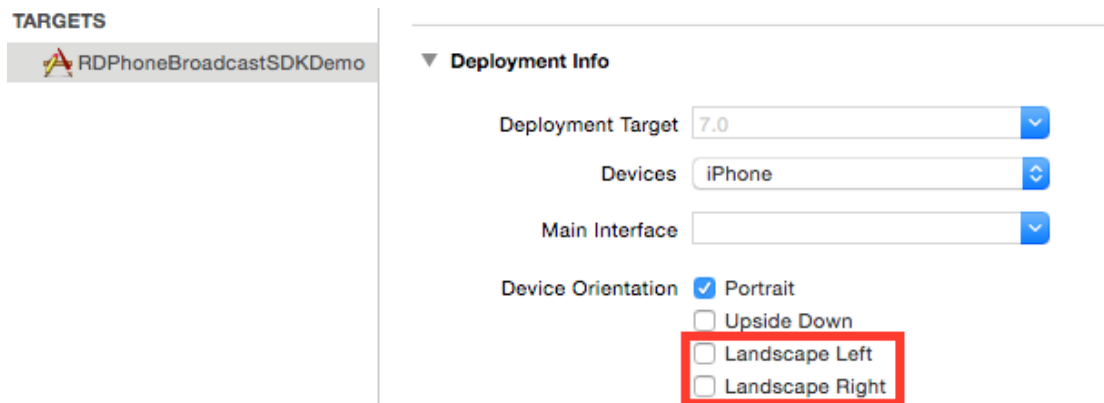 TARGETS
RDPhoneBroadcastSDKDemo
Deployment Info
Deployment Target 7.0
Devices iPhone
Main Interface
Device Orientation Portrait
Upside Down
Landscape Left
Landscape Right